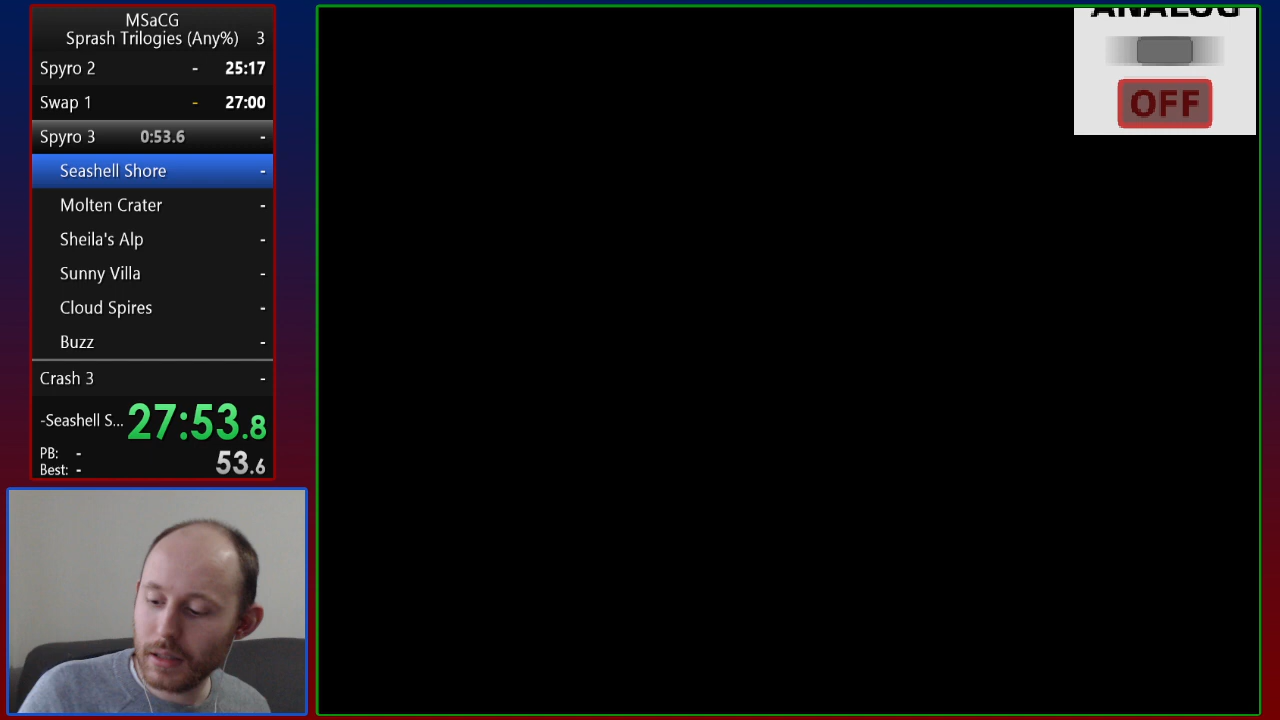 MSaCG
Sprash Trilogies (Any%) 3
Spyro 2 - 25:17
Swap 1 - 27:00
Spyro 3 0:53.6 -
Seashell Shore -
Molten Crater -
Sheila's Alp -
Sunny Villa -
Cloud Spires -
Buzz -
Crash 3 -
-Seashell S... 27:53.8
PB: -
Best: - 53.6
ANALOG
OFF